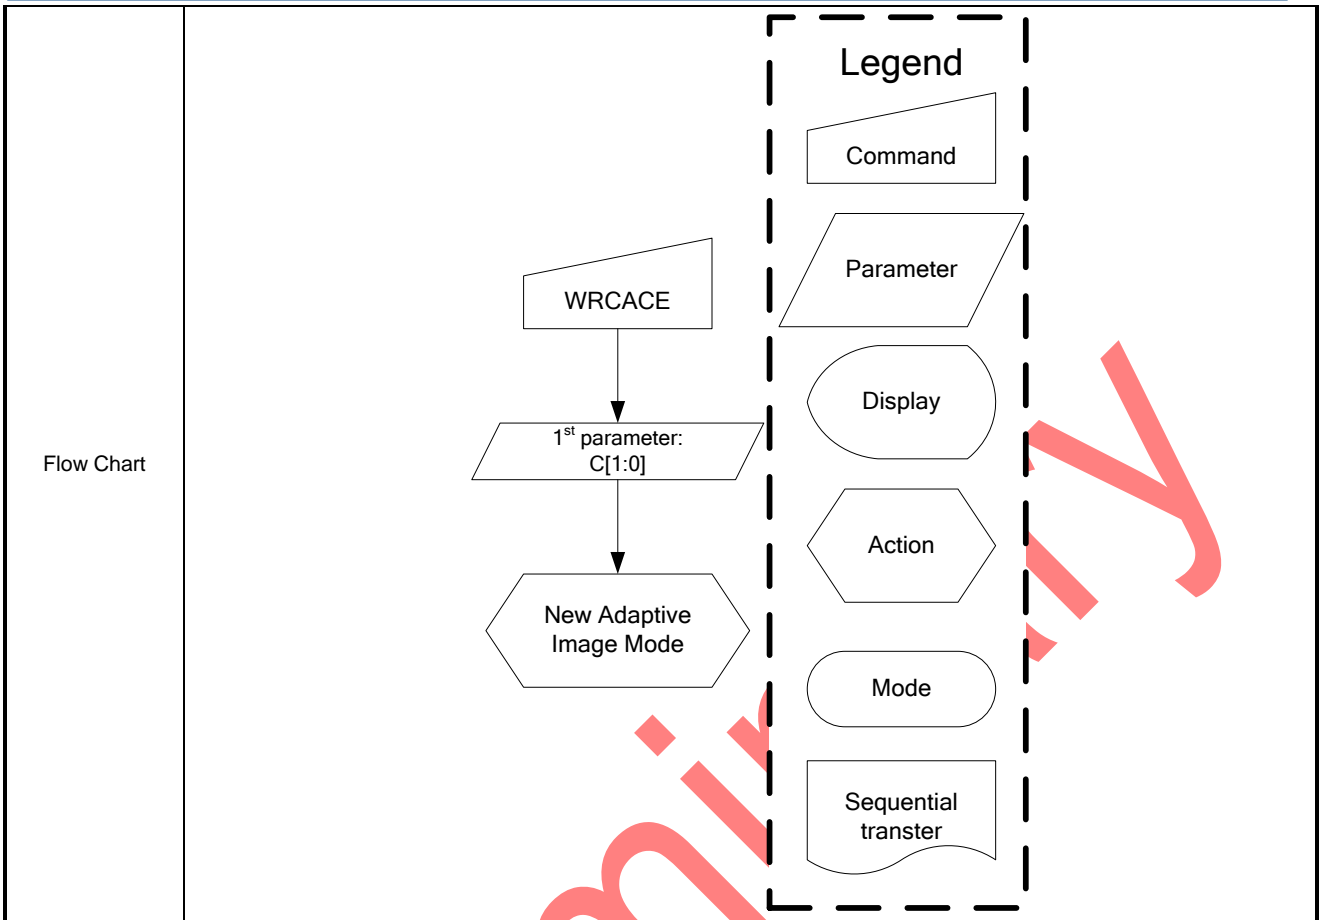 Flow Chart
WRCACE
1st parameter:
C[1:0]
New Adaptive
Image Mode
Legend
Command
Parameter
Display
Action
Mode
Sequential
transter